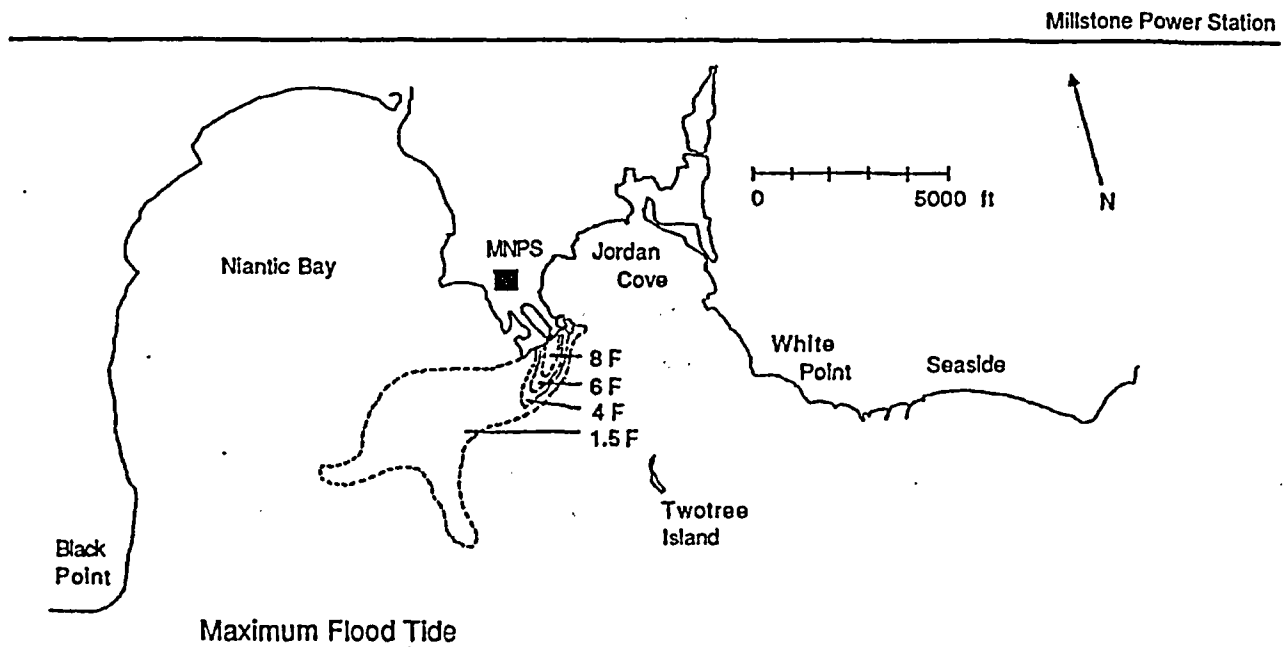 Millstone Power Station
0
5000 ft
N
Niantic Bay
MNPS
Jordan
Cove
White
Point
Seaside
8 F
6 F
4 F
1.5 F
Twotree
Island
Black
Point
Maximum Flood Tide